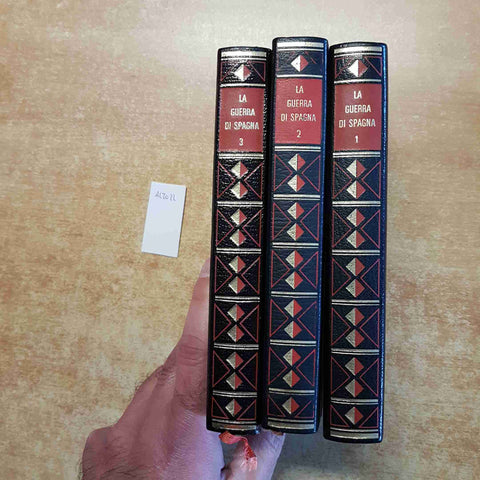 LA
GUERRA
DI SPAGNA
3
LA
GUERRA
DI SPAGNA
2
LA
GUERRA
DI SPAGNA
1